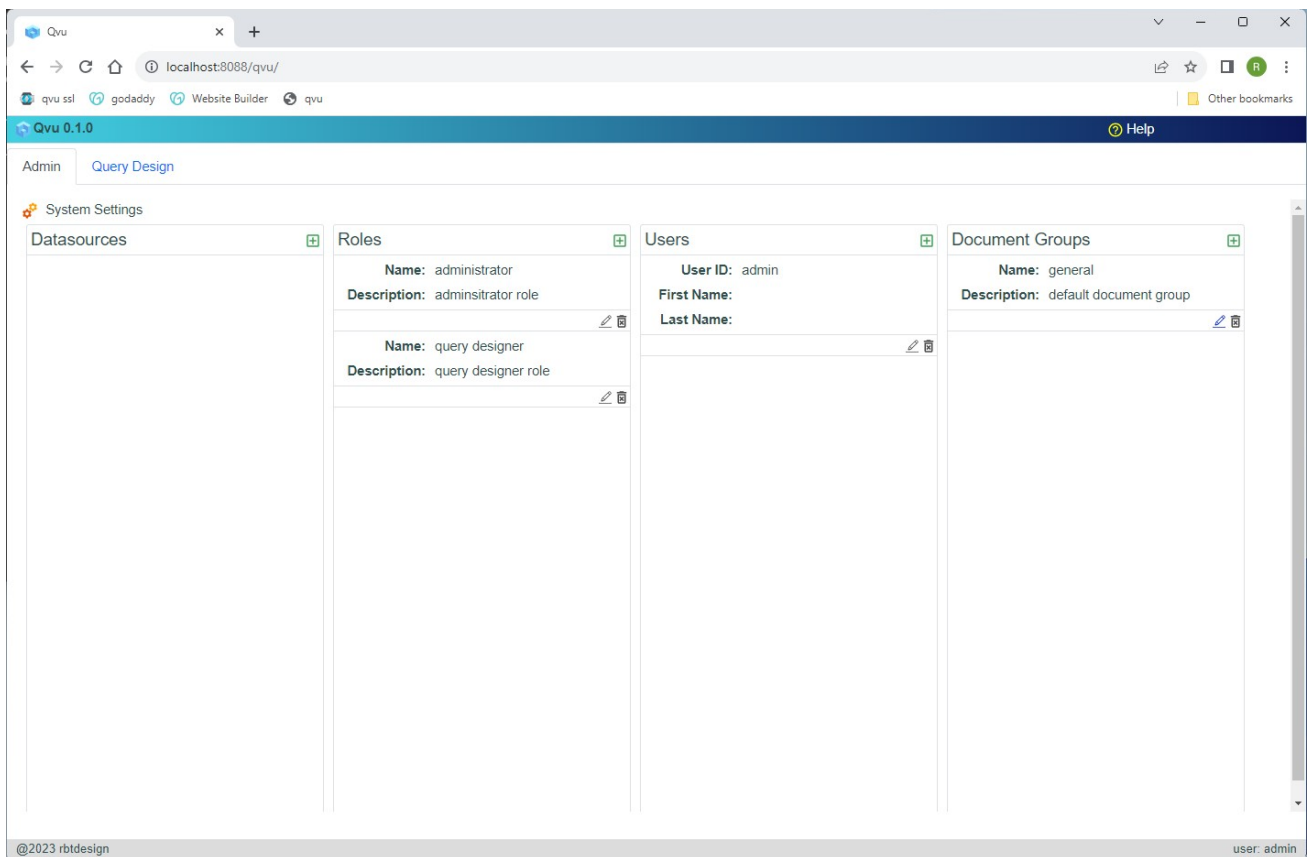 Qvu
localhost:8088/qvu/
R
qvu ssl godaddy Website Builder qvu Other bookmarks
Qvu 0.1.0 Help
Admin Query Design
System Settings
Datasources Roles Users Document Groups
Name: administrator User ID: admin Name: general
Description: adminsitrator role First Name: Description: default document group
Last Name:
Name: query designer
Description: query designer role
@2023 rbtdesign user: admin